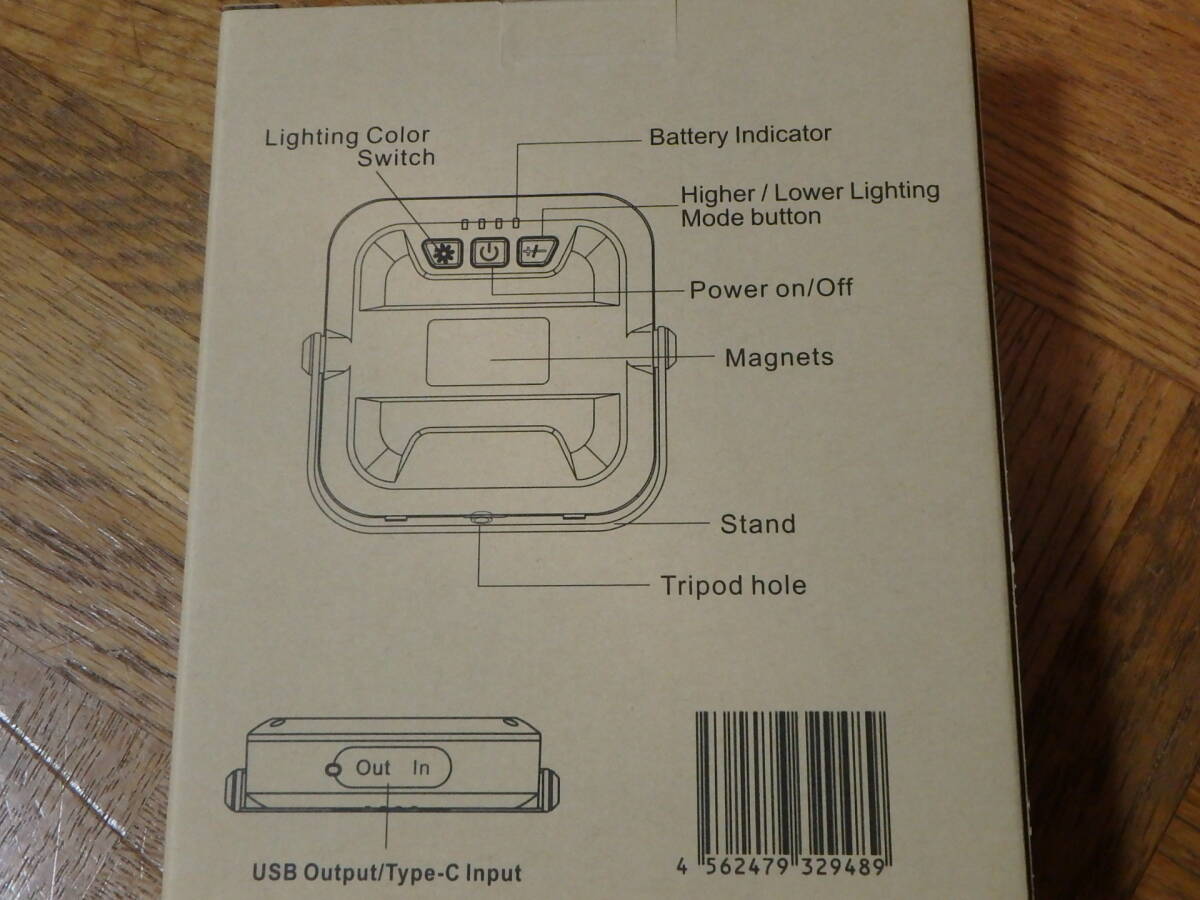 Lighting Color
Switch
Battery Indicator
Higher / Lower Lighting
Mode button
Power on/Off
Magnets
Stand
Tripod hole
Out In
USB Output/Type-C Input
4 562479 329489